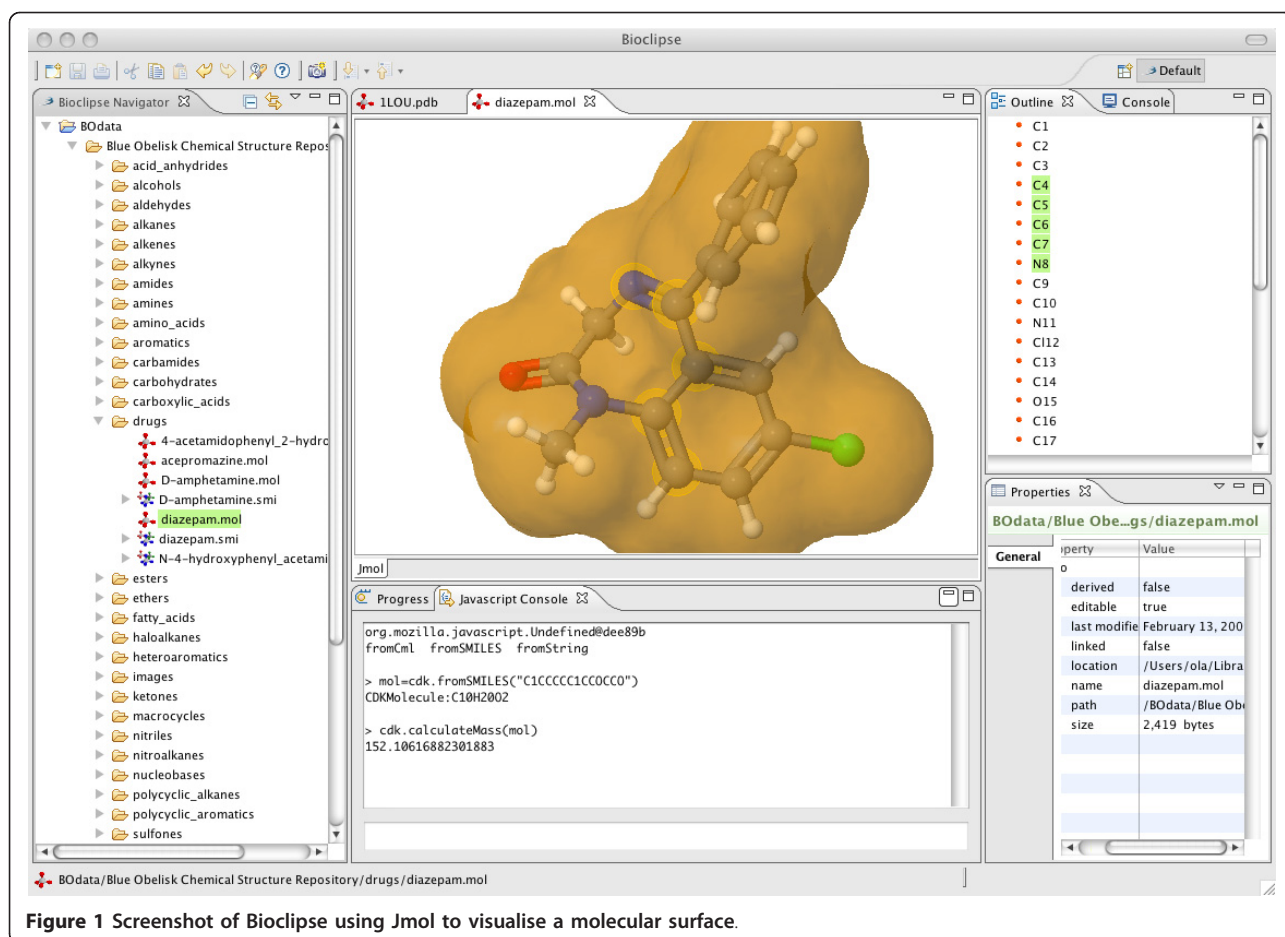 Bioclipse
Default
Bioclipse Navigator
BOdata
Blue Obelisk Chemical Structure Repos
acid_anhydrides
alcohols
aldehydes
alkanes
alkenes
alkynes
amides
amines
amino_acids
aromatics
carbamides
carbohydrates
carboxylic_acids
drugs
4-acetamidophenyl_2-hydro
acepromazine.mol
D-amphetamine.mol
D-amphetamine.smi
diazepam.mol
diazepam.smi
N-4-hydroxyphenyl_acetami
esters
ethers
fatty_acids
haloalkanes
heteroaromatics
images
ketones
macrocycles
nitriles
nitroalkanes
nucleobases
polycyclic_alkanes
polycyclic_aromatics
sulfones
1LOU.pdb diazepam.mol
Jmol
Progress Javascript Console
org.mozilla.javascript.Undefined@dee89b
fromCml fromSMILES fromString
> mol=cdk.fromSMILES("C1CCCCC1CCOCCO")
CDKMolecule:C10H20O2
> cdk.calculateMass(mol)
152.10616882301883
Outline Console
C1
C2
C3
C4
C5
C6
C7
N8
C9
C10
N11
Cl12
C13
C14
O15
C16
C17
Properties
BOdata/Blue Obe...gs/diazepam.mol
General
perty Value
o
derived false
editable true
last modifie February 13, 200
linked false
location /Users/ola/Libra
name diazepam.mol
path /BOdata/Blue Obe
size 2,419 bytes
BOdata/Blue Obelisk Chemical Structure Repository/drugs/diazepam.mol
Figure 1 Screenshot of Bioclipse using Jmol to visualise a molecular surface.